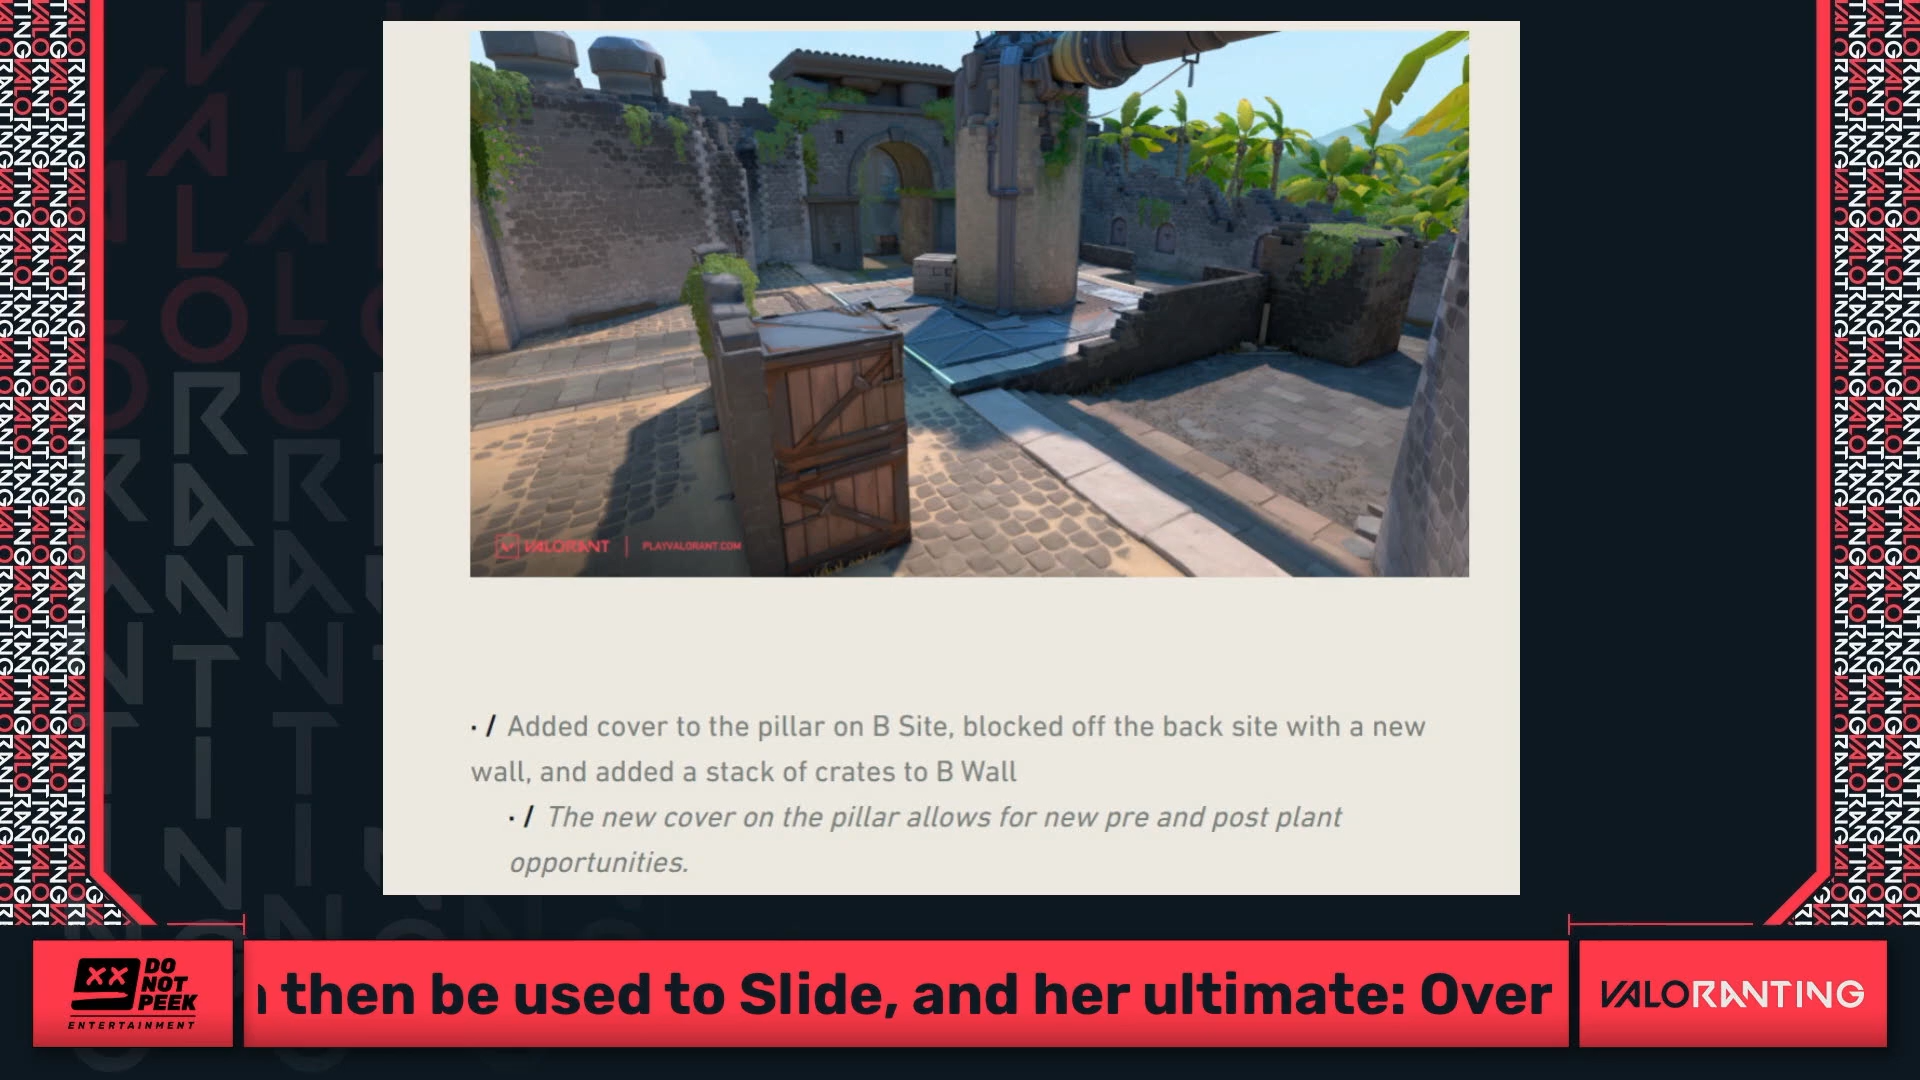 VALORANT | PLAYVALORANT.COM
· / Added cover to the pillar on B Site, blocked off the back site with a new
wall, and added a stack of crates to B Wall
· / The new cover on the pillar allows for new pre and post plant
opportunities.
DO
NOT
PEEK
ENTERTAINMENT
then be used to Slide, and her ultimate: Over
VALORANTING